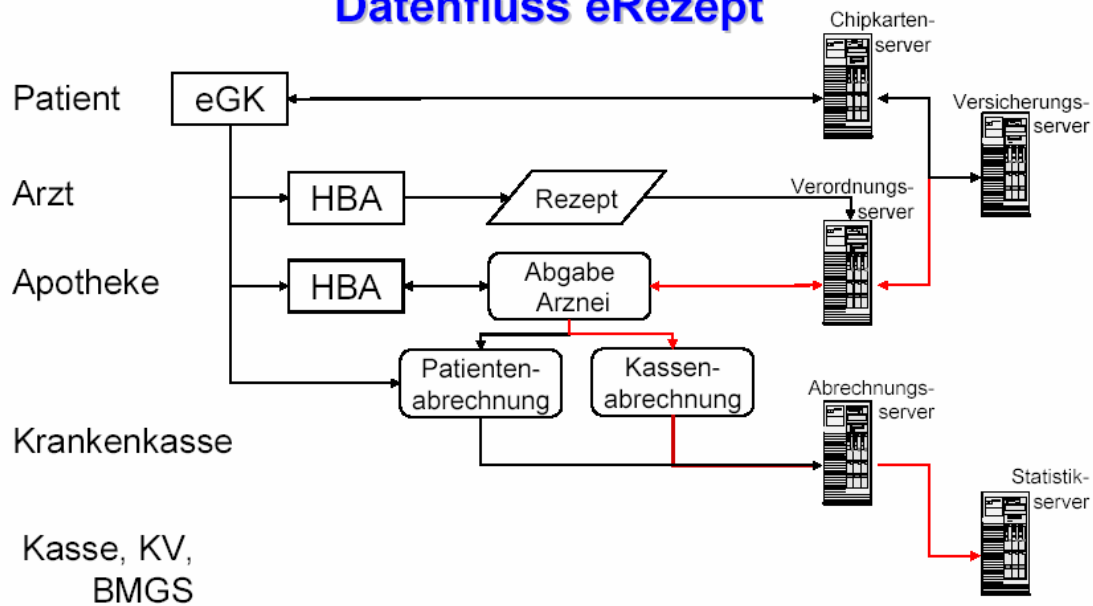 Datenfluss eRezept
Chipkarten-
server
Patient
eGK
Versicherungs-
server
Arzt
HBA
Rezept
Verordnungs-
server
Apotheke
HBA
Abgabe
Arznei
Patienten-
abrechnung
Kassen-
abrechnung
Abrechnungs-
server
Krankenkasse
Statistik-
server
Kasse, KV,
BMGS